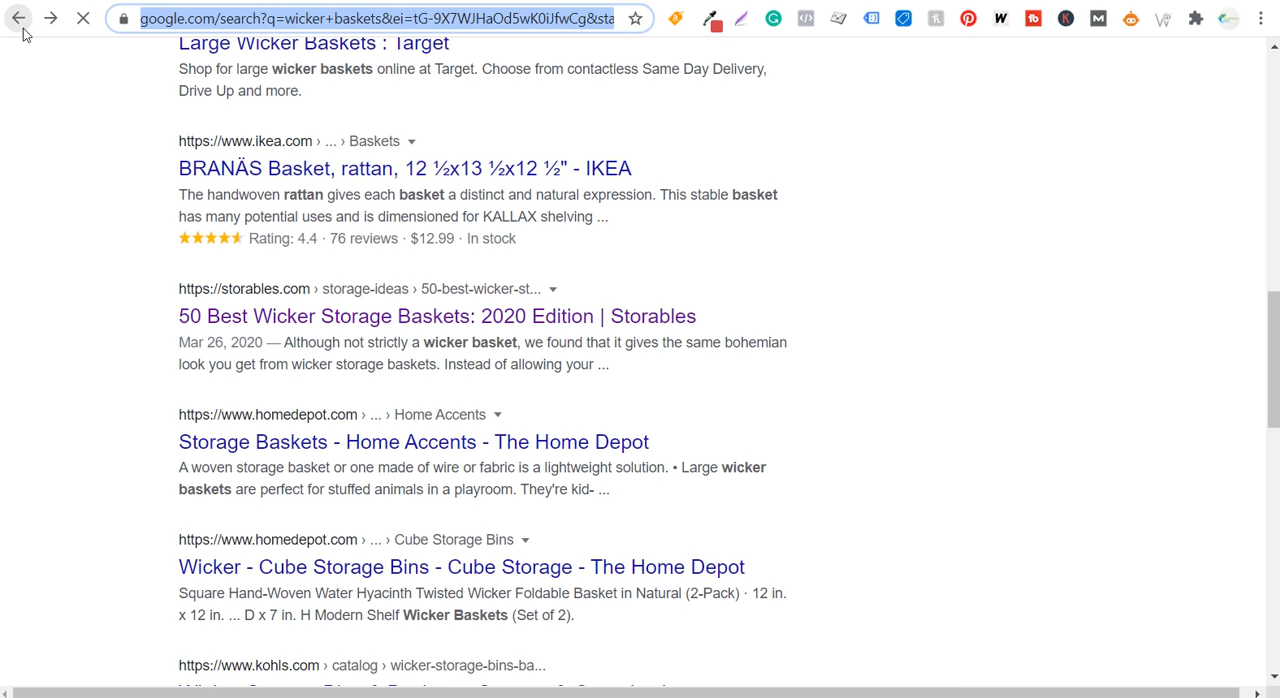 google.com/search?q=wicker+baskets&ei=tG-9X7WJHaOd5wK0iJfwCg&sta
Large Wicker Baskets : Target
Shop for large wicker baskets online at Target. Choose from contactless Same Day Delivery,
Drive Up and more.
https://www.ikea.com › ... › Baskets
BRANÄS Basket, rattan, 12 ½x13 ½x12 ½" - IKEA
The handwoven rattan gives each basket a distinct and natural expression. This stable basket
has many potential uses and is dimensioned for KALLAX shelving ...
Rating: 4.4 · 76 reviews · $12.99 · In stock
https://storables.com › storage-ideas › 50-best-wicker-st...
50 Best Wicker Storage Baskets: 2020 Edition | Storables
Mar 26, 2020 — Although not strictly a wicker basket, we found that it gives the same bohemian
look you get from wicker storage baskets. Instead of allowing your ...
https://www.homedepot.com › ... › Home Accents
Storage Baskets - Home Accents - The Home Depot
A woven storage basket or one made of wire or fabric is a lightweight solution. • Large wicker
baskets are perfect for stuffed animals in a playroom. They're kid- ...
https://www.homedepot.com › ... › Cube Storage Bins
Wicker - Cube Storage Bins - Cube Storage - The Home Depot
Square Hand-Woven Water Hyacinth Twisted Wicker Foldable Basket in Natural (2-Pack) · 12 in.
x 12 in. ... D x 7 in. H Modern Shelf Wicker Baskets (Set of 2).
https://www.kohls.com › catalog › wicker-storage-bins-ba...